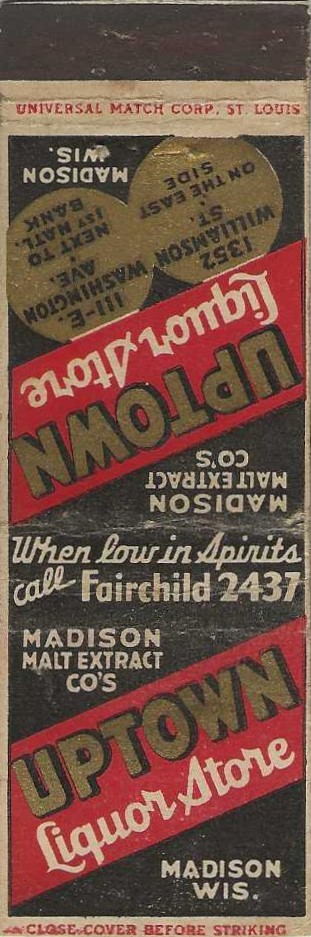 UNIVERSAL MATCH CORP. ST. LOUIS
MADISON
MALT EXTRACT
CO'S
UPTOWN
Liquor Store
1352
WILLIAMSON
ST.
•
ON THE EAST
SIDE
111-E.
WASHINGTON
AVE.
•
NEXT TO
1ST NATL.
BANK
MADISON
WIS.
When low in Spirits
call Fairchild 2437
MADISON
MALT EXTRACT
CO'S
UPTOWN
Liquor Store
MADISON
WIS.
CLOSE COVER BEFORE STRIKING